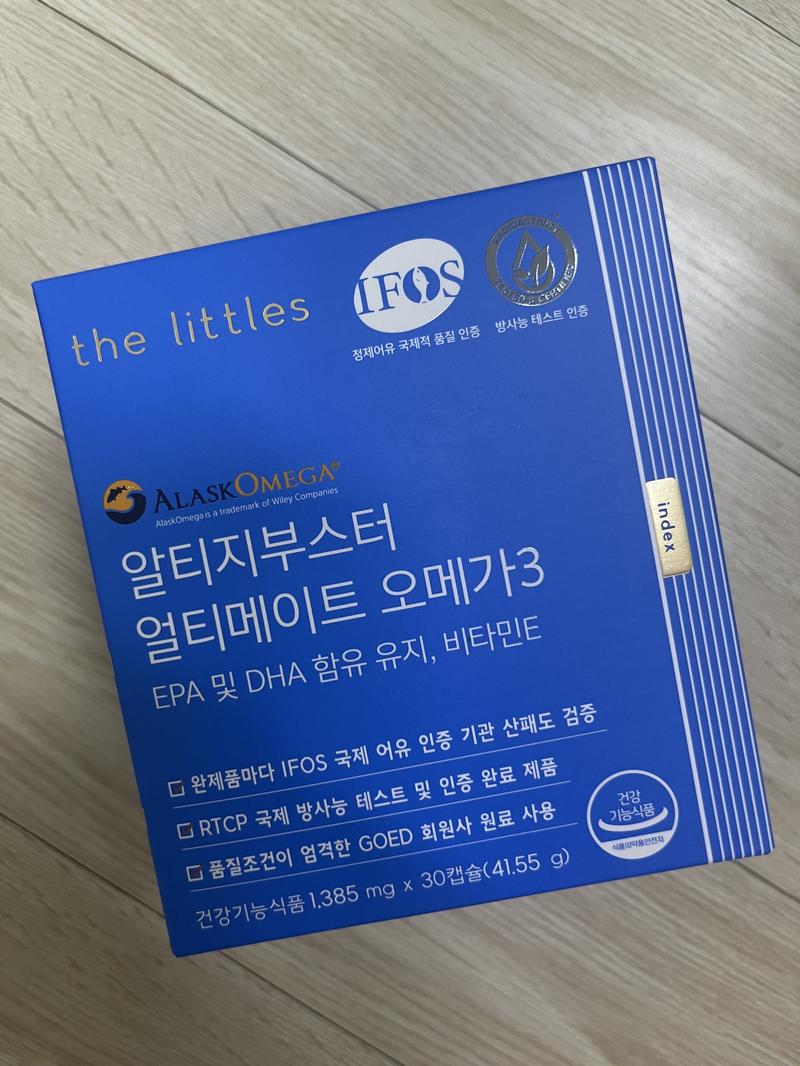 the littles
IFOS
정제어유 국제적 품질 인증
RADIOACTIVITY
TESTED & CERTIFIED
방사능 테스트 인증
ALASKOMEGA®
AlaskOmega is a trademark of Wiley Companies
알티지부스터
얼티메이트 오메가3
EPA 및 DHA 함유 유지, 비타민E
index
완제품마다 IFOS 국제 어유 인증 기관 산패도 검증
RTCP 국제 방사능 테스트 및 인증 완료 제품
품질조건이 엄격한 GOED 회원사 원료 사용
건강기능식품 1,385 mg x 30캡슐(41.55 g)
건강
기능식품
식품의약품안전처